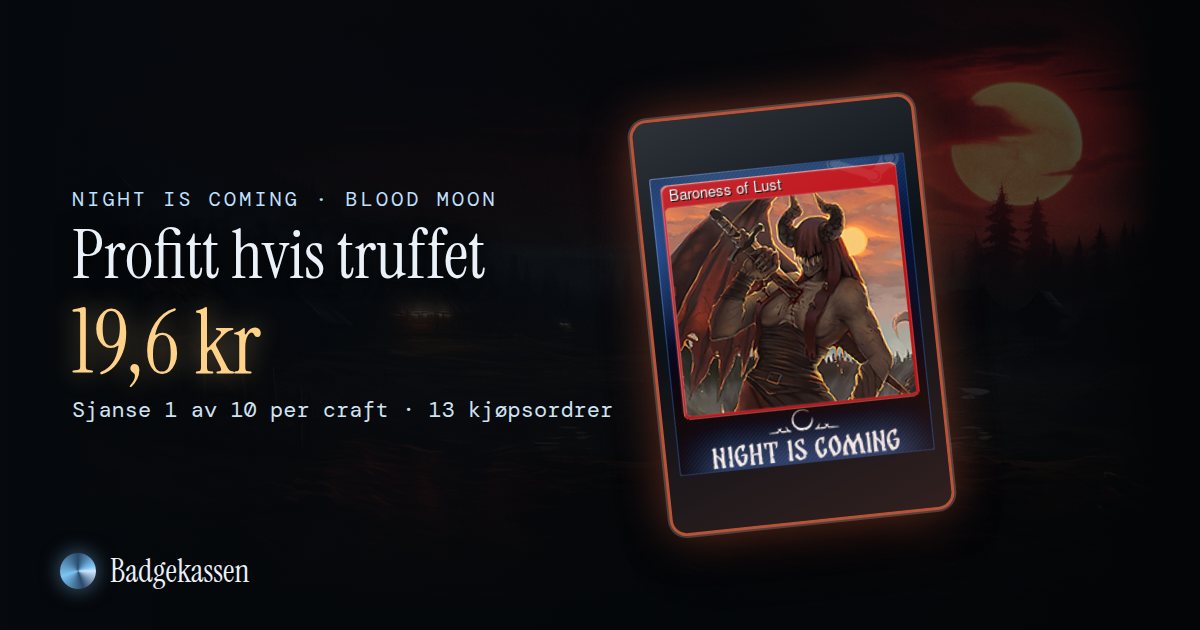 NIGHT IS COMING · BLOOD MOON
Profitt hvis truffet
19,6 kr
Sjanse 1 av 10 per craft · 13 kjøpsordrer
Baroness of Lust
NIGHT IS COMING
Badgekassen